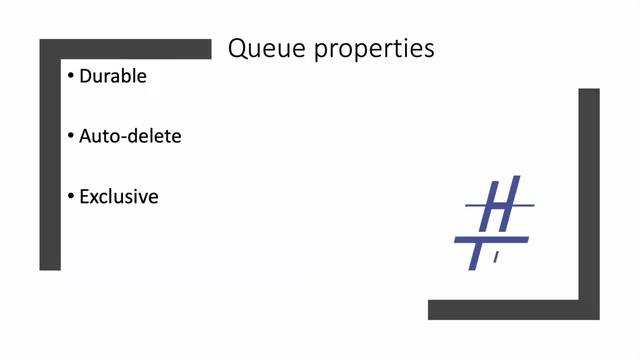 Queue properties
• Durable
• Auto-delete
• Exclusive